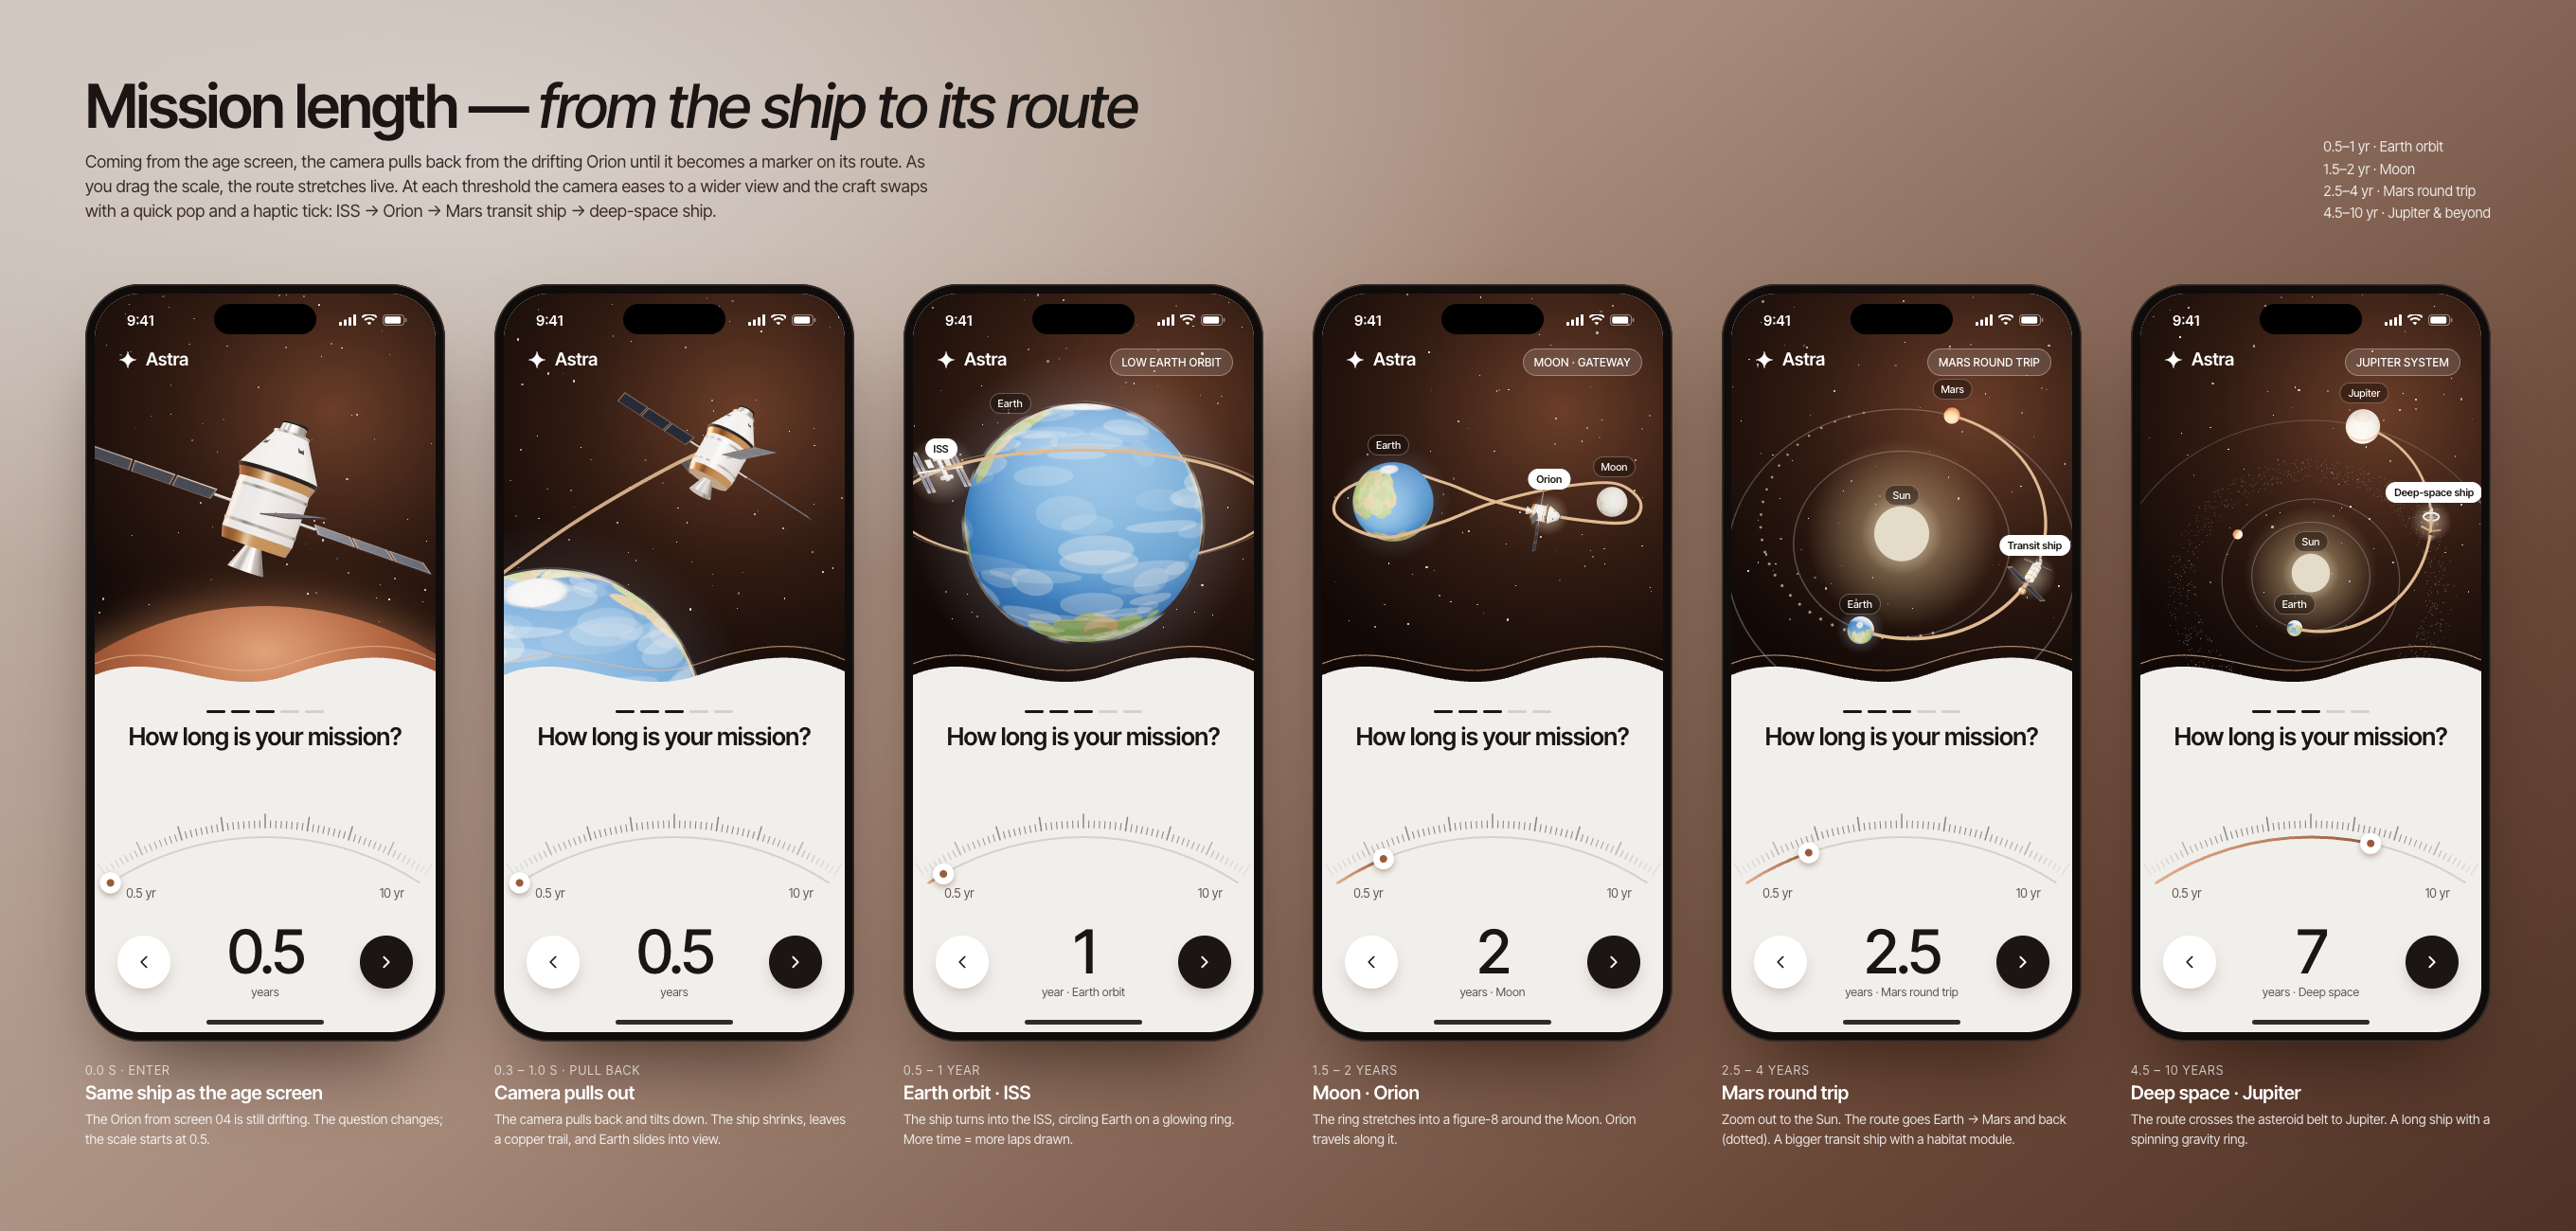 Mission length — from the ship to its route
Coming from the age screen, the camera pulls back from the drifting Orion until it becomes a marker on its route. As
you drag the scale, the route stretches live. At each threshold the camera eases to a wider view and the craft swaps
with a quick pop and a haptic tick: ISS → Orion → Mars transit ship → deep-space ship.
0.5–1 yr · Earth orbit
1.5–2 yr · Moon
2.5–4 yr · Mars round trip
4.5–10 yr · Jupiter & beyond
9:41
Astra
How long is your mission?
0.5 yr
10 yr
0.5
years
0.0 S · ENTER
Same ship as the age screen
The Orion from screen 04 is still drifting. The question changes;
the scale starts at 0.5.
9:41
Astra
How long is your mission?
0.5 yr
10 yr
0.5
years
0.3 – 1.0 S · PULL BACK
Camera pulls out
The camera pulls back and tilts down. The ship shrinks, leaves
a copper trail, and Earth slides into view.
9:41
Astra
LOW EARTH ORBIT
Earth
ISS
How long is your mission?
0.5 yr
10 yr
1
year · Earth orbit
0.5 – 1 YEAR
Earth orbit · ISS
The ship turns into the ISS, circling Earth on a glowing ring.
More time = more laps drawn.
9:41
Astra
MOON · GATEWAY
Earth
Moon
Orion
How long is your mission?
0.5 yr
10 yr
2
years · Moon
1.5 – 2 YEARS
Moon · Orion
The ring stretches into a figure-8 around the Moon. Orion
travels along it.
9:41
Astra
MARS ROUND TRIP
Mars
Sun
Transit ship
Earth
How long is your mission?
0.5 yr
10 yr
2.5
years · Mars round trip
2.5 – 4 YEARS
Mars round trip
Zoom out to the Sun. The route goes Earth → Mars and back
(dotted). A bigger transit ship with a habitat module.
9:41
Astra
JUPITER SYSTEM
Jupiter
Deep-space ship
Sun
Earth
How long is your mission?
0.5 yr
10 yr
7
years · Deep space
4.5 – 10 YEARS
Deep space · Jupiter
The route crosses the asteroid belt to Jupiter. A long ship with a
spinning gravity ring.